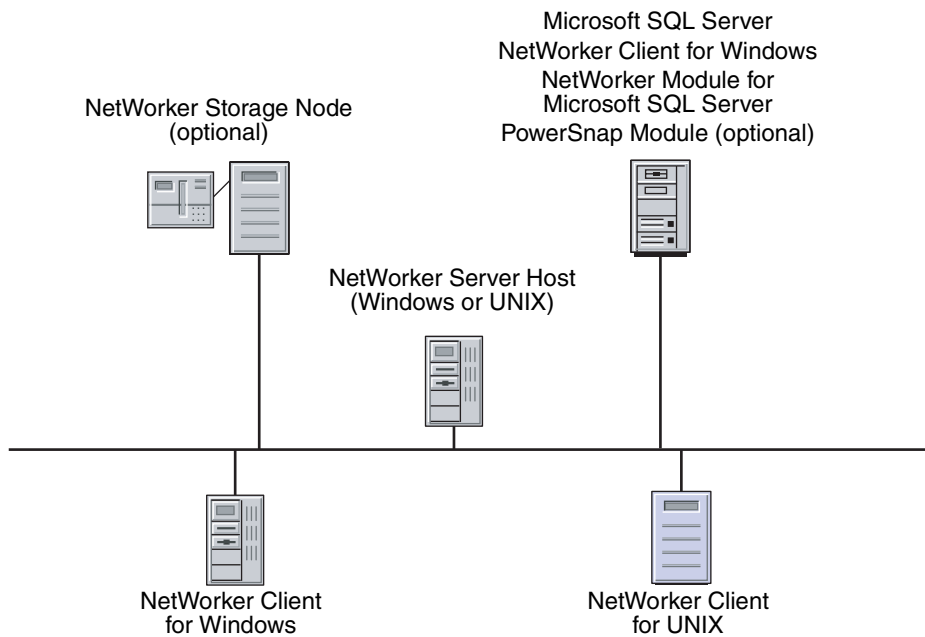 Microsoft SQL Server
NetWorker Client for Windows
NetWorker Module for
Microsoft SQL Server
PowerSnap Module (optional)
NetWorker Storage Node
(optional)
NetWorker Server Host
(Windows or UNIX)
NetWorker Client
for Windows
NetWorker Client
for UNIX